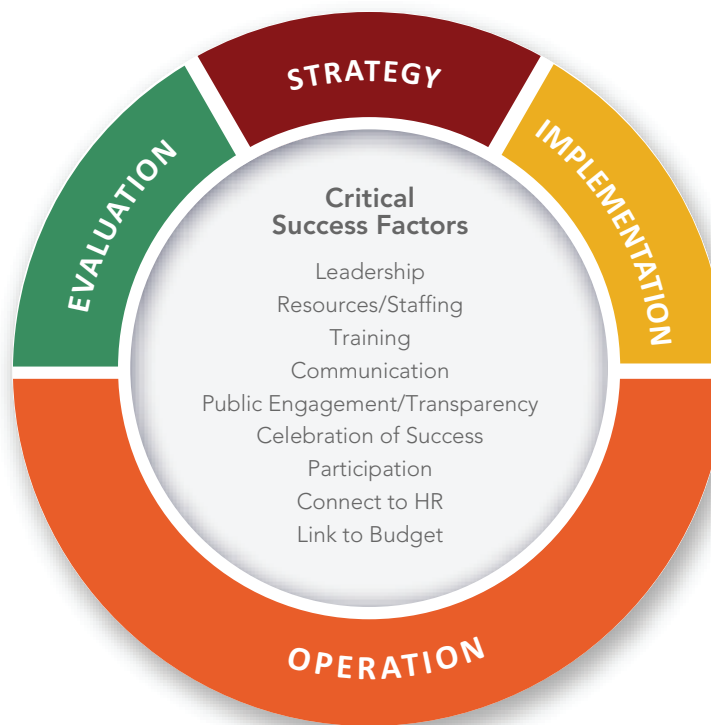 STRATEGY
EVALUATION
IMPLEMENTATION
Critical
Success Factors
Leadership
Resources/Staffing
Training
Communication
Public Engagement/Transparency
Celebration of Success
Participation
Connect to HR
Link to Budget
OPERATION